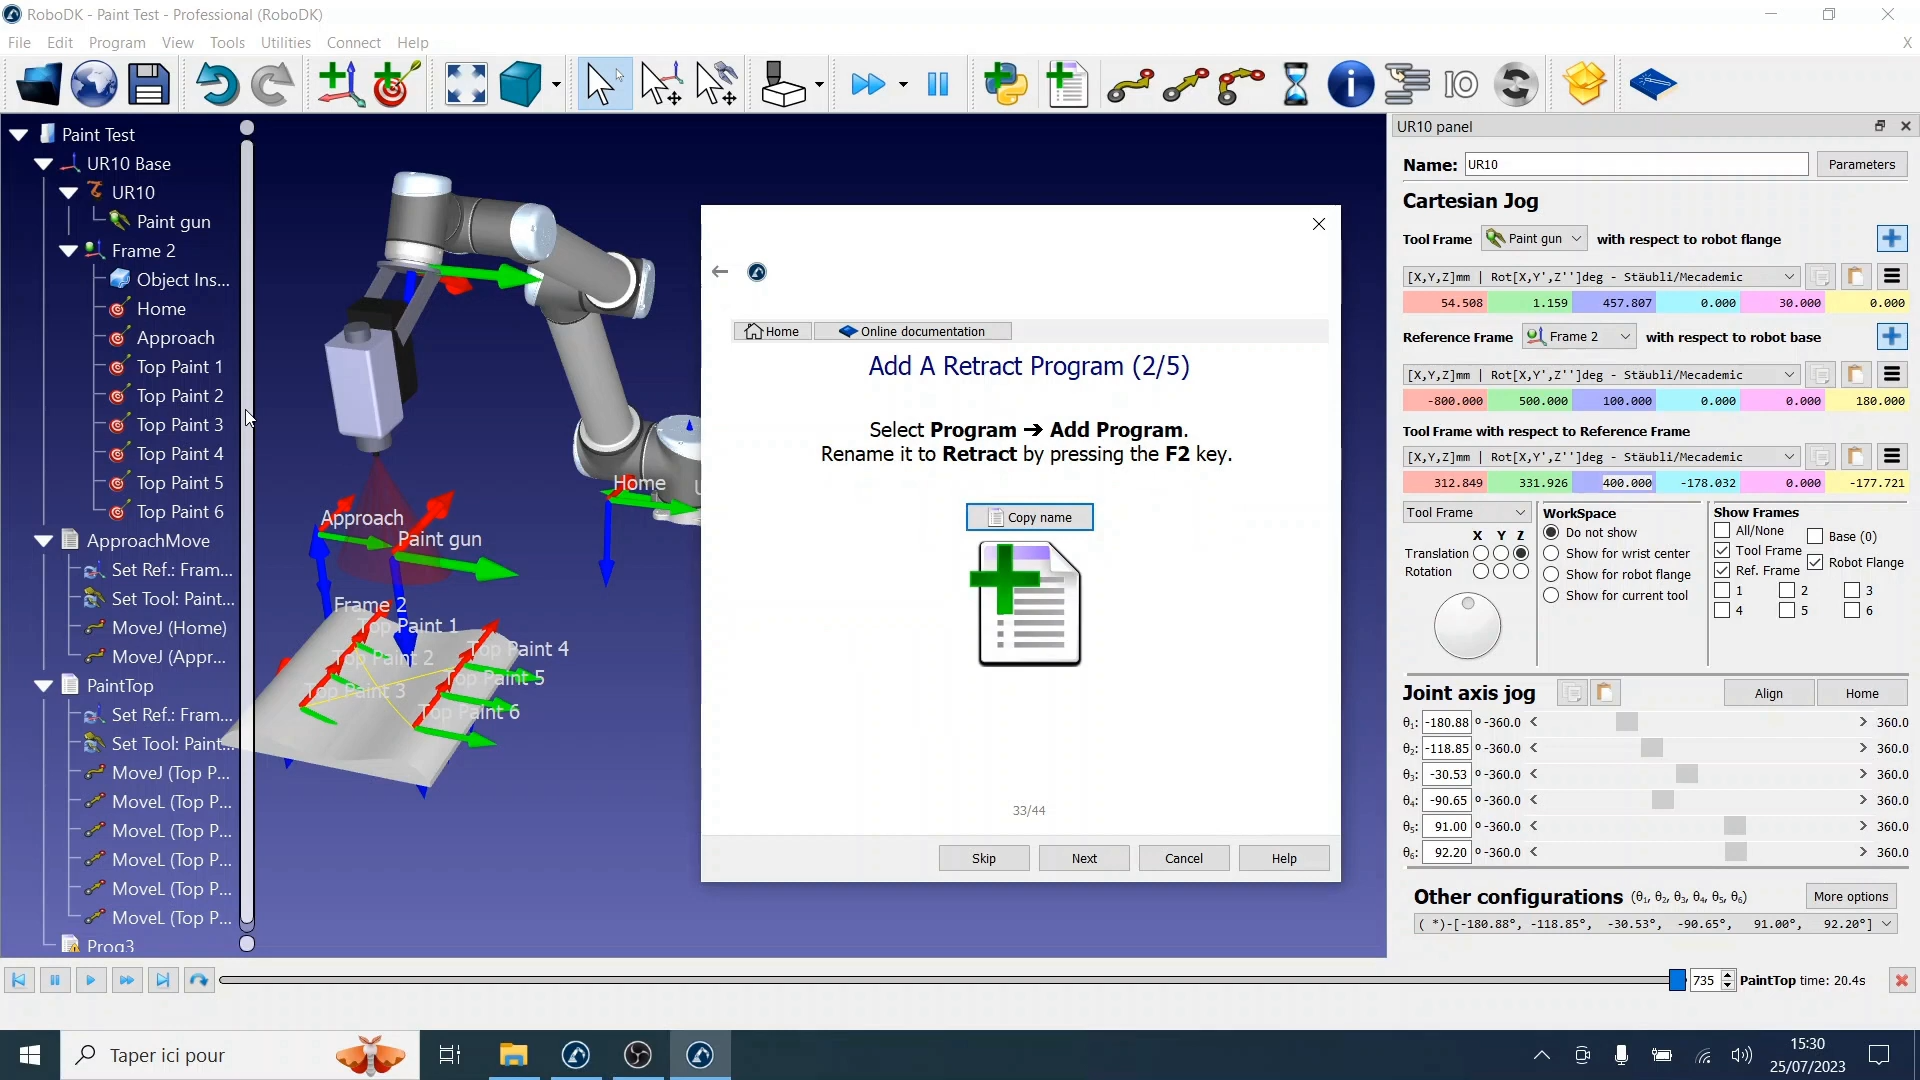 RoboDK - Paint Test - Professional (RoboDK)
File Edit Program View Tools Utilities Connect Help X
IO
Paint Test
UR10 Base
UR10
Paint gun
Frame 2
Object Ins...
Home
Approach
Top Paint 1
Top Paint 2
Top Paint 3
Top Paint 4
Top Paint 5
Top Paint 6
ApproachMove
Set Ref.: Fram...
Set Tool: Paint...
MoveJ (Home)
MoveJ (Appr...
PaintTop
Set Ref.: Fram...
Set Tool: Paint...
MoveJ (Top P...
MoveL (Top P...
MoveL (Top P...
MoveL (Top P...
MoveL (Top P...
MoveL (Top P...
Prog3
Home
Approach
Paint gun
Frame 2
Top Paint 1
Top Paint 4
Top Paint 2
Top Paint 5
Top Paint 3
Top Paint 6
Home Online documentation
Add A Retract Program (2/5)
Select Program → Add Program.
Rename it to Retract by pressing the F2 key.
Copy name
33/44
Skip Next Cancel Help
UR10 panel
Name: UR10 Parameters
Cartesian Jog
Tool Frame Paint gun with respect to robot flange
[X,Y,Z]mm | Rot[X,Y',Z'']deg - Stäubli/Mecademic
54.508 1.159 457.807 0.000 30.000 0.000
Reference Frame Frame 2 with respect to robot base
[X,Y,Z]mm | Rot[X,Y',Z'']deg - Stäubli/Mecademic
-800.000 500.000 100.000 0.000 0.000 180.000
Tool Frame with respect to Reference Frame
[X,Y,Z]mm | Rot[X,Y',Z'']deg - Stäubli/Mecademic
312.849 331.926 400.000 -178.032 0.000 -177.721
Tool Frame
X Y Z
Translation
Rotation
WorkSpace
Do not show
Show for wrist center
Show for robot flange
Show for current tool
Show Frames
All/None Base (0)
Tool Frame
Ref. Frame Robot Flange
1 2 3
4 5 6
Joint axis jog Align Home
θ₁: -180.88 º -360.0 < > 360.0
θ₂: -118.85 º -360.0 < > 360.0
θ₃: -30.53 º -360.0 < > 360.0
θ₄: -90.65 º -360.0 < > 360.0
θ₅: 91.00 º -360.0 < > 360.0
θ₆: 92.20 º -360.0 < > 360.0
Other configurations (θ₁, θ₂, θ₃, θ₄, θ₅, θ₆) More options
( *)-[-180.88°, -118.85°, -30.53°, -90.65°, 91.00°, 92.20°]
735 PaintTop time: 20.4s
Taper ici pour
15:30
25/07/2023